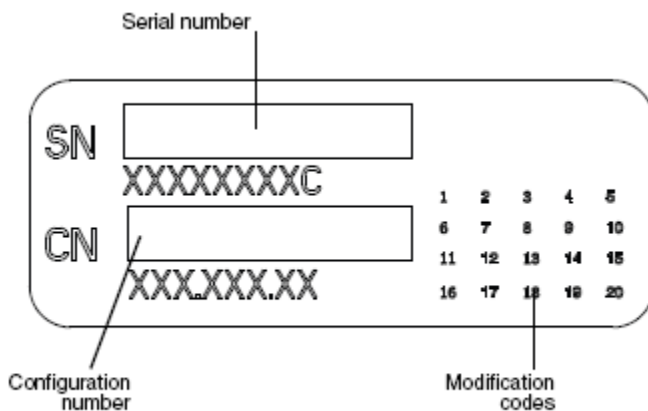 Serial number
SN
XXXXXXXXC
CN
XXX.XXX.XX
1 2 3 4 5
6 7 8 9 10
11 12 13 14 15
16 17 18 19 20
Configuration
number
Modification
codes